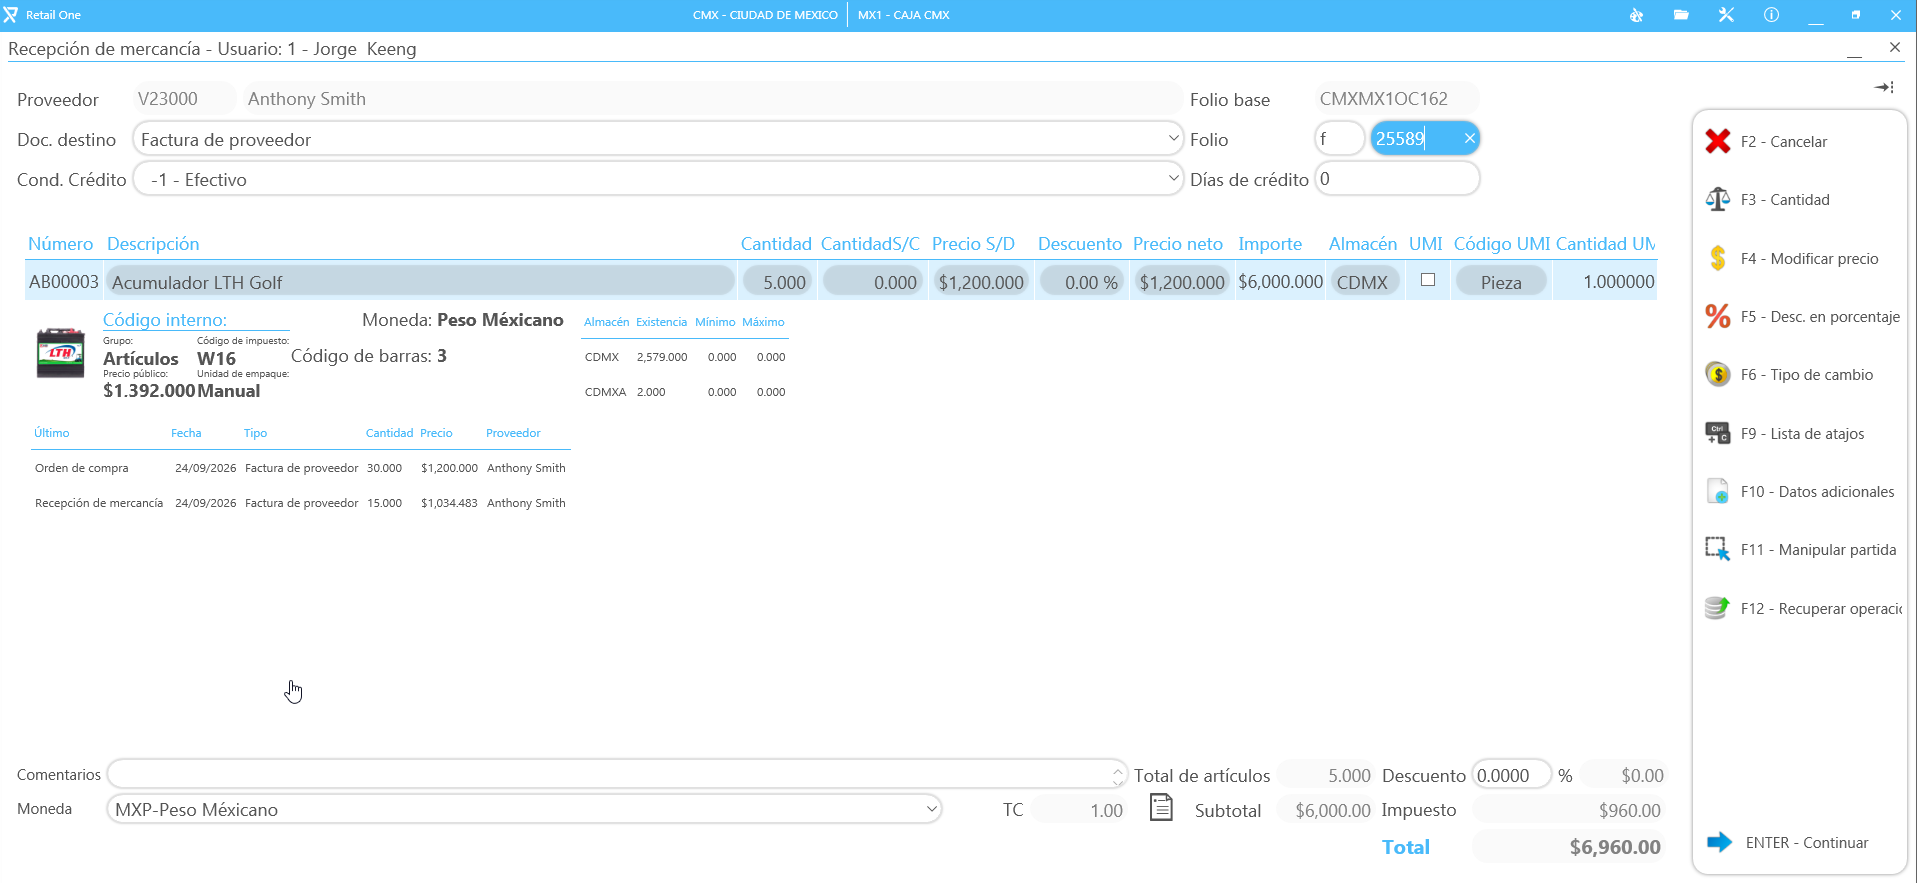 Retail One
CMX - CIUDAD DE MEXICO
MX1 - CAJA CMX
Recepción de mercancía - Usuario: 1 - Jorge  Keeng
Proveedor V23000 Anthony Smith Folio base CMXMX1OC162
Doc. destino Factura de proveedor Folio f 25589
Cond. Crédito -1 - Efectivo Días de crédito 0
Número Descripción Cantidad CantidadS/C Precio S/D Descuento Precio neto Importe Almacén UMI Código UMI Cantidad UM
AB00003 Acumulador LTH Golf 5.000 0.000 $1,200.000 0.00 % $1,200.000 $6,000.000 CDMX Pieza 1.000000
LTH
Código interno:
Grupo: Código de impuesto:
Artículos W16
Precio público: Unidad de empaque:
$1,392.000 Manual
Moneda: Peso Méxicano
Código de barras: 3
Almacén Existencia Mínimo Máximo
CDMX 2,579.000 0.000 0.000
CDMXA 2.000 0.000 0.000
Último Fecha Tipo Cantidad Precio Proveedor
Orden de compra 24/09/2026 Factura de proveedor 30.000 $1,200.000 Anthony Smith
Recepción de mercancía 24/09/2026 Factura de proveedor 15.000 $1,034.483 Anthony Smith
Comentarios Total de artículos 5.000 Descuento 0.0000 % $0.00
Moneda MXP-Peso Méxicano TC 1.00 Subtotal $6,000.00 Impuesto $960.00
Total $6,960.00
F2 - Cancelar
F3 - Cantidad
F4 - Modificar precio
F5 - Desc. en porcentaje
F6 - Tipo de cambio
Ctrl + C
F9 - Lista de atajos
F10 - Datos adicionales
F11 - Manipular partida
F12 - Recuperar operació
ENTER - Continuar